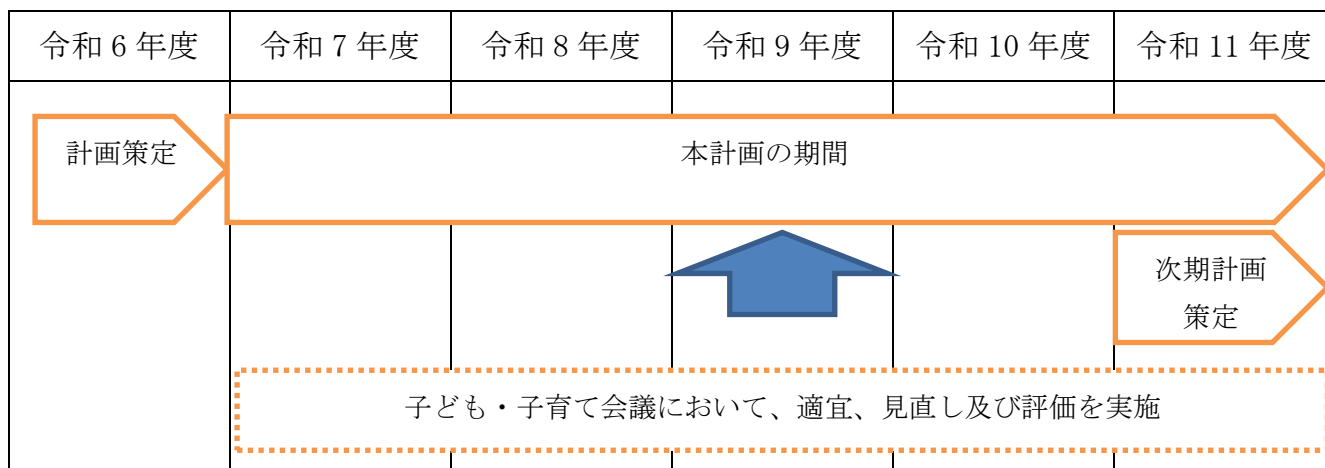 令和 6 年度 令和 7 年度 令和 8 年度 令和 9 年度 令和 10 年度 令和 11 年度
計画策定 本計画の期間
次期計画
策定
子ども・子育て会議において、適宜、見直し及び評価を実施